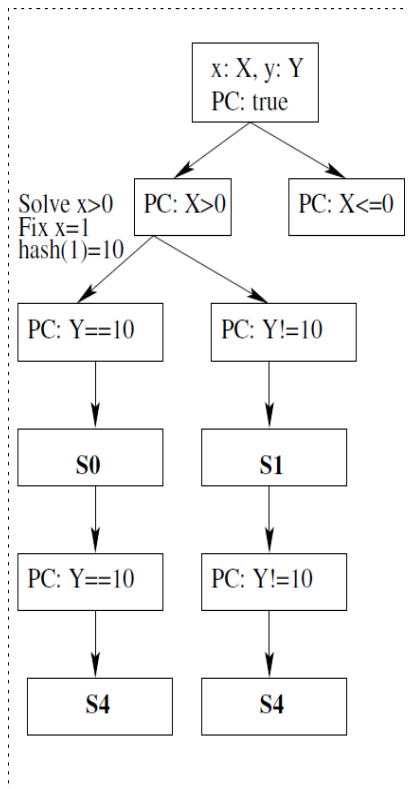 x: X, y: Y
PC: true
Solve x>0
Fix x=1
hash(1)=10
PC: X>0
PC: X<=0
PC: Y==10
PC: Y!=10
S0
S1
PC: Y==10
PC: Y!=10
S4
S4